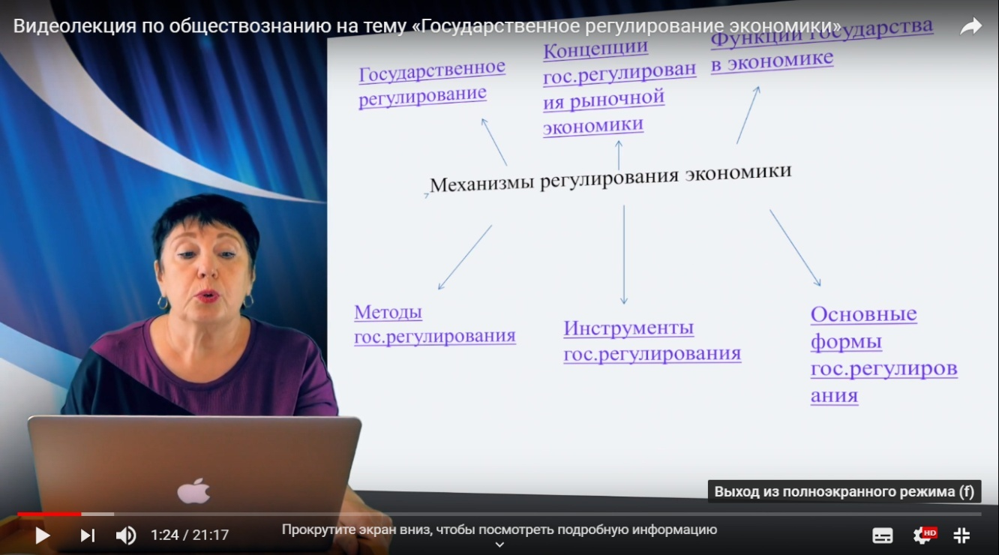 Видеолекция по обществознанию на тему «Государственное регулирование экономики»
Государственное
регулирование
Концепции
гос.регулирован
ия рыночной
экономики
Функции государства
в экономике
Механизмы регулирования экономики
Методы
гос.регулирования
Инструменты
гос.регулирования
Основные
формы
гос.регулиров
ания
Выход из полноэкранного режима (f)
1:24 / 21:17
Прокрутите экран вниз, чтобы посмотреть подробную информацию
HD